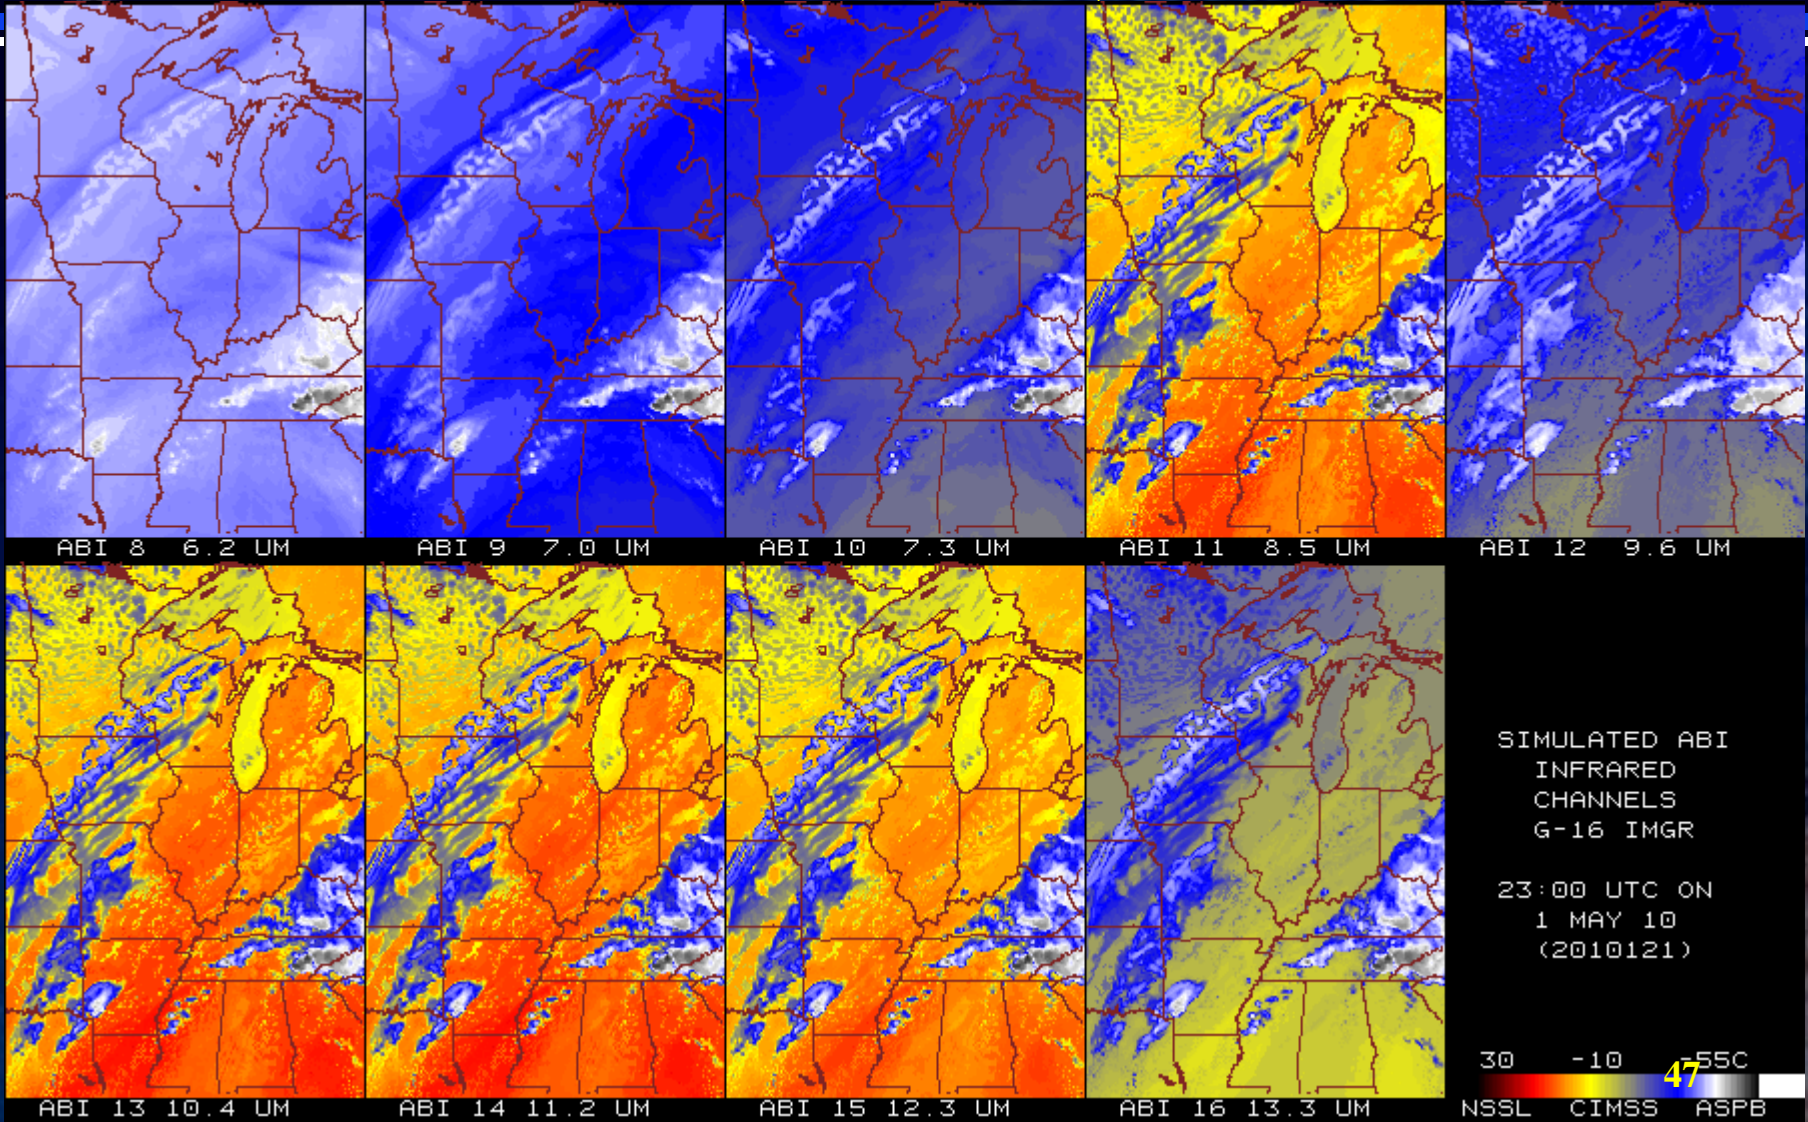 ABI 8 6.2 UM
ABI 9 7.0 UM
ABI 10 7.3 UM
ABI 11 8.5 UM
ABI 12 9.6 UM
ABI 13 10.4 UM
ABI 14 11.2 UM
ABI 15 12.3 UM
ABI 16 13.3 UM
SIMULATED ABI
INFRARED
CHANNELS
G-16 IMGR
23:00 UTC ON
1 MAY 10
(2010121)
30 -10 -55C
47
NSSL CIMSS ASPB